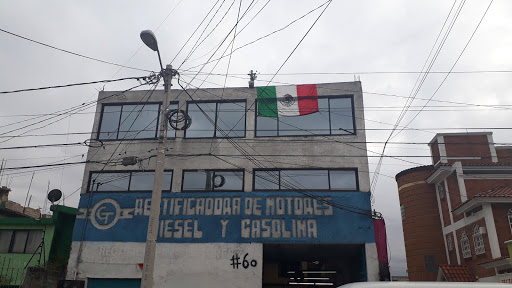 RECTIFICADORA DE MOTORES
DIESEL Y GASOLINA
#60